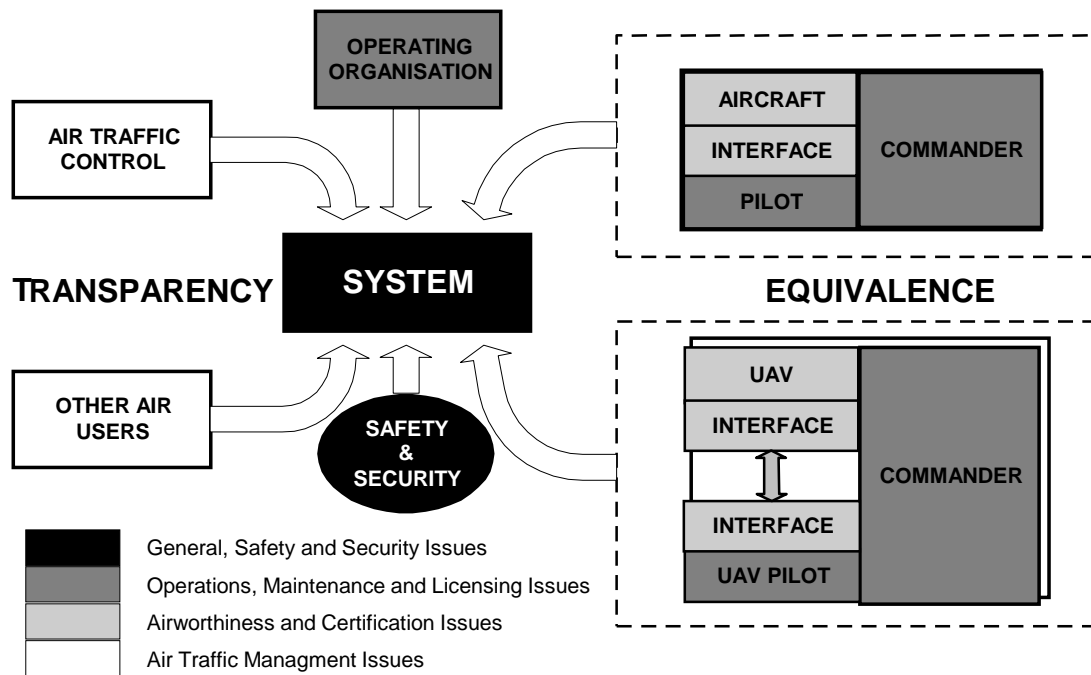 OPERATING
ORGANISATION
AIR TRAFFIC
CONTROL
AIRCRAFT
INTERFACE
PILOT
COMMANDER
TRANSPARENCY
SYSTEM
EQUIVALENCE
OTHER AIR
USERS
SAFETY
&
SECURITY
UAV
INTERFACE
INTERFACE
UAV PILOT
COMMANDER
General, Safety and Security Issues
Operations, Maintenance and Licensing Issues
Airworthiness and Certification Issues
Air Traffic Managment Issues